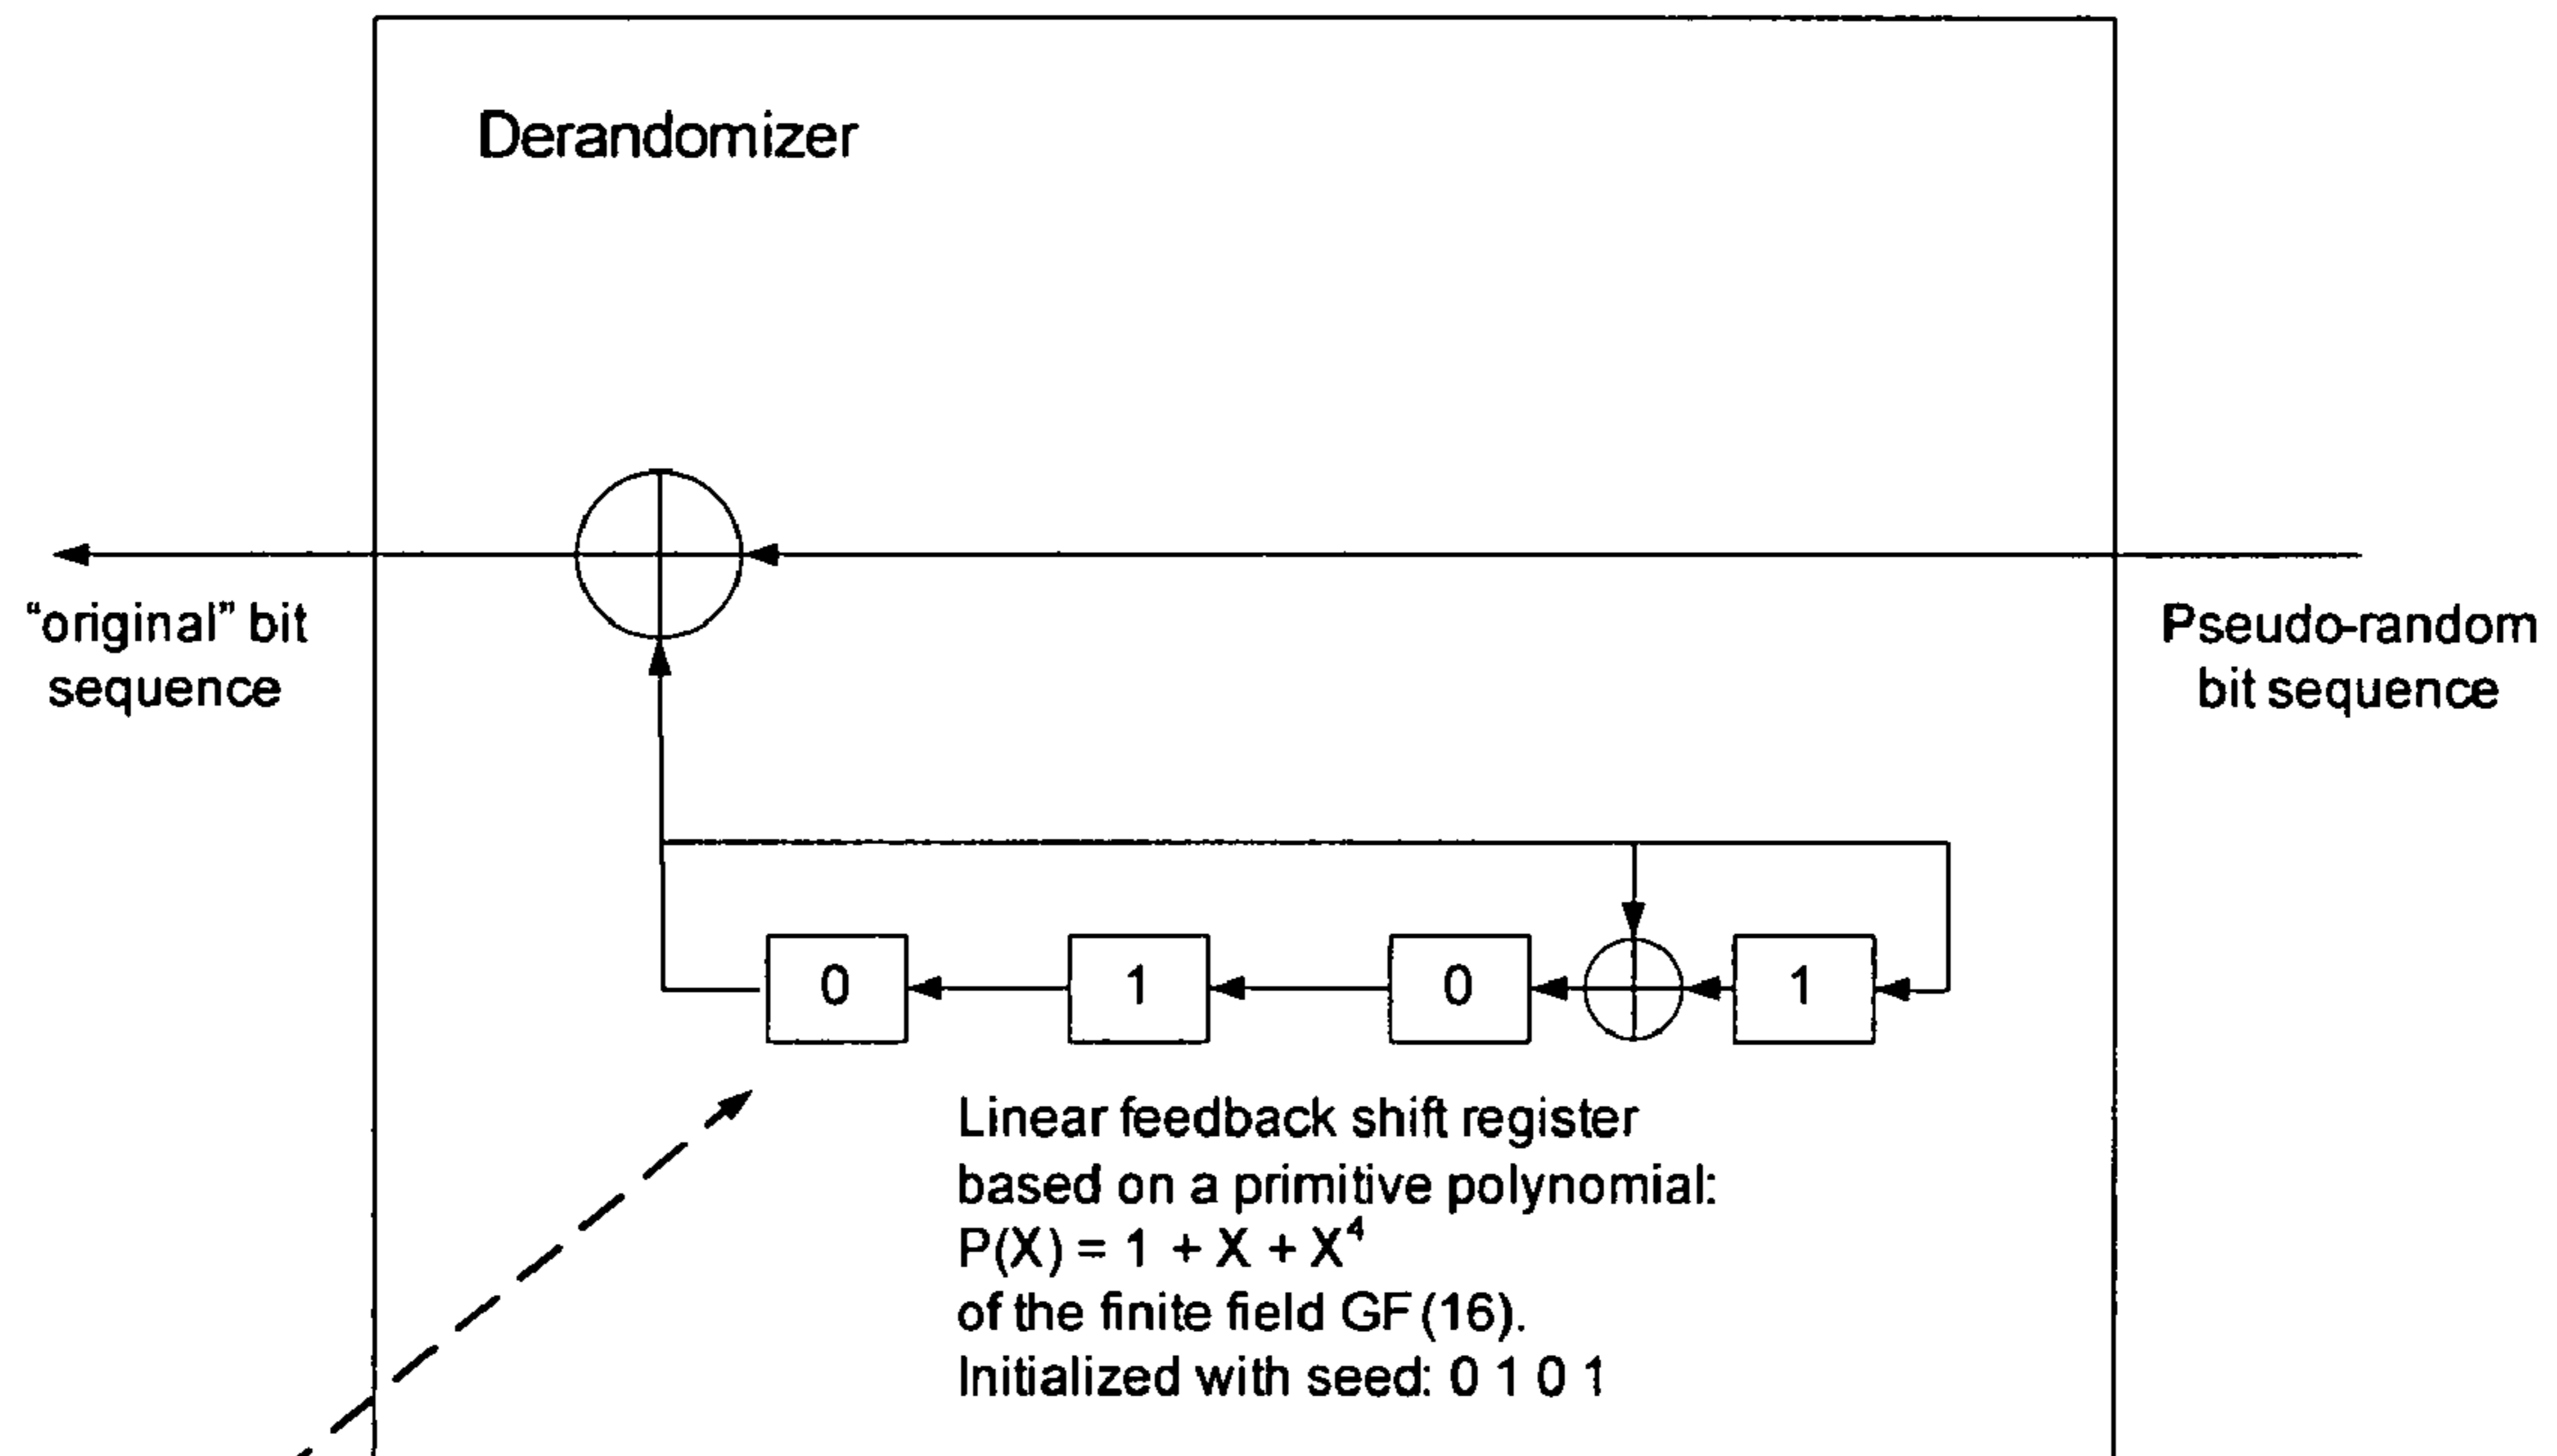 Derandomizer
“original” bit
sequence
Pseudo-random
bit sequence
0 1 0 1
Linear feedback shift register
based on a primitive polynomial:
P(X) = 1 + X + X⁴
of the finite field GF (16).
Initialized with seed: 0 1 0 1